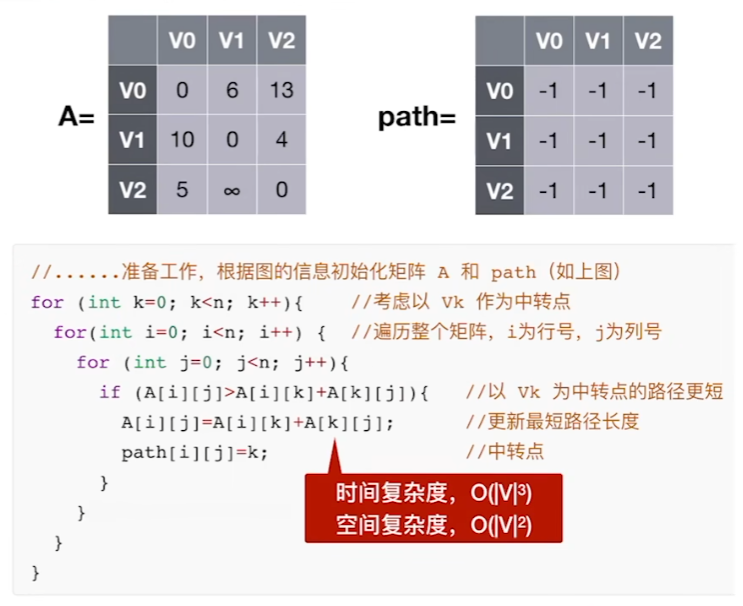 V0 V1 V2
A= V0 0 6 13
V1 10 0 4
V2 5 ∞ 0
V0 V1 V2
path= V0 -1 -1 -1
V1 -1 -1 -1
V2 -1 -1 -1
//......准备工作，根据图的信息初始化矩阵 A 和 path（如上图）
for (int k=0; k<n; k++){ //考虑以 Vk 作为中转点
for(int i=0; i<n; i++) { //遍历整个矩阵，i为行号，j为列号
for (int j=0; j<n; j++){
if (A[i][j]>A[i][k]+A[k][j]){ //以 Vk 为中转点的路径更短
A[i][j]=A[i][k]+A[k][j]; //更新最短路径长度
path[i][j]=k; //中转点
}
}
}
}
时间复杂度，O(|V|³)
空间复杂度，O(|V|²)